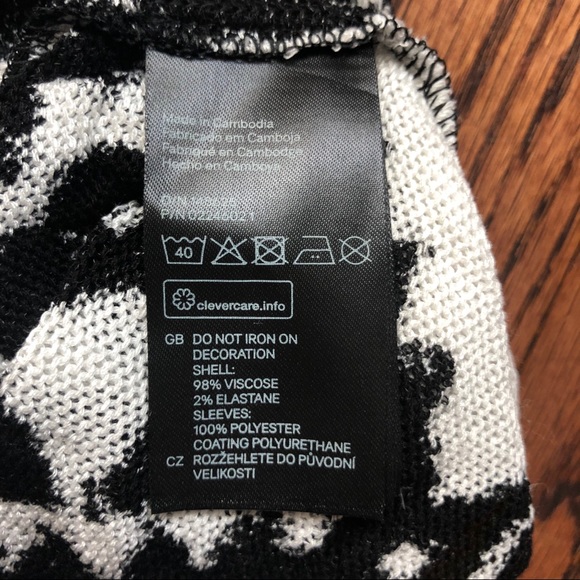 Made in Cambodia
Fabricado em Camboja
Fabriqué en Cambodge
Hecho en Camboya
O/N 148628
P/N 02246021
40
clevercare.info
GB DO NOT IRON ON
DECORATION
SHELL:
98% VISCOSE
2% ELASTANE
SLEEVES:
100% POLYESTER
COATING POLYURETHANE
CZ ROZŽEHLETE DO PŮVODNÍ
VELIKOSTI